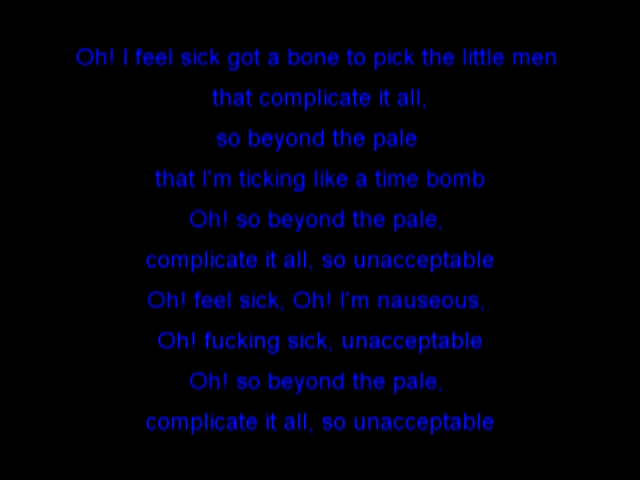 Oh! I feel sick got a bone to pick the little men
that complicate it all,
so beyond the pale
that I'm ticking like a time bomb
Oh! so beyond the pale,
complicate it all, so unacceptable
Oh! feel sick, Oh! I'm nauseous,
Oh! fucking sick, unacceptable
Oh! so beyond the pale,
complicate it all, so unacceptable